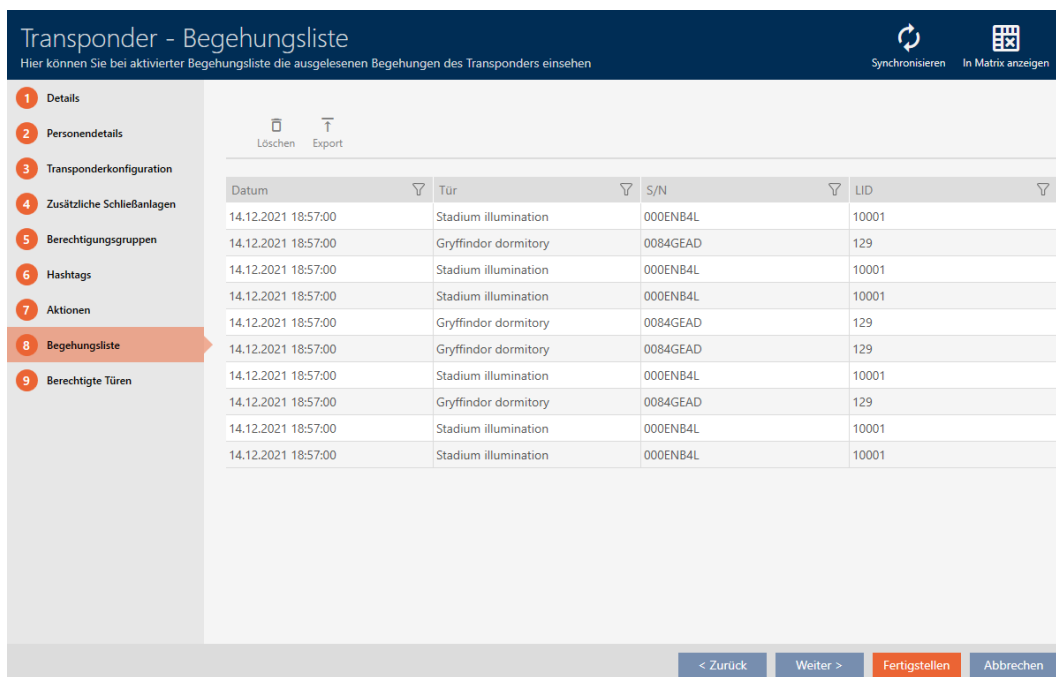 Transponder - Begehungsliste
Hier können Sie bei aktivierter Begehungsliste die ausgelesenen Begehungen des Transponders einsehen
Synchronisieren
In Matrix anzeigen
1 Details
2 Personendetails
3 Transponderkonfiguration
4 Zusätzliche Schließanlagen
5 Berechtigungsgruppen
6 Hashtags
7 Aktionen
8 Begehungsliste
9 Berechtigte Türen
Löschen Export
Datum Tür S/N LID
14.12.2021 18:57:00 Stadium illumination 000ENB4L 10001
14.12.2021 18:57:00 Gryffindor dormitory 0084GEAD 129
14.12.2021 18:57:00 Stadium illumination 000ENB4L 10001
14.12.2021 18:57:00 Stadium illumination 000ENB4L 10001
14.12.2021 18:57:00 Gryffindor dormitory 0084GEAD 129
14.12.2021 18:57:00 Gryffindor dormitory 0084GEAD 129
14.12.2021 18:57:00 Stadium illumination 000ENB4L 10001
14.12.2021 18:57:00 Gryffindor dormitory 0084GEAD 129
14.12.2021 18:57:00 Stadium illumination 000ENB4L 10001
14.12.2021 18:57:00 Stadium illumination 000ENB4L 10001
< Zurück Weiter > Fertigstellen Abbrechen